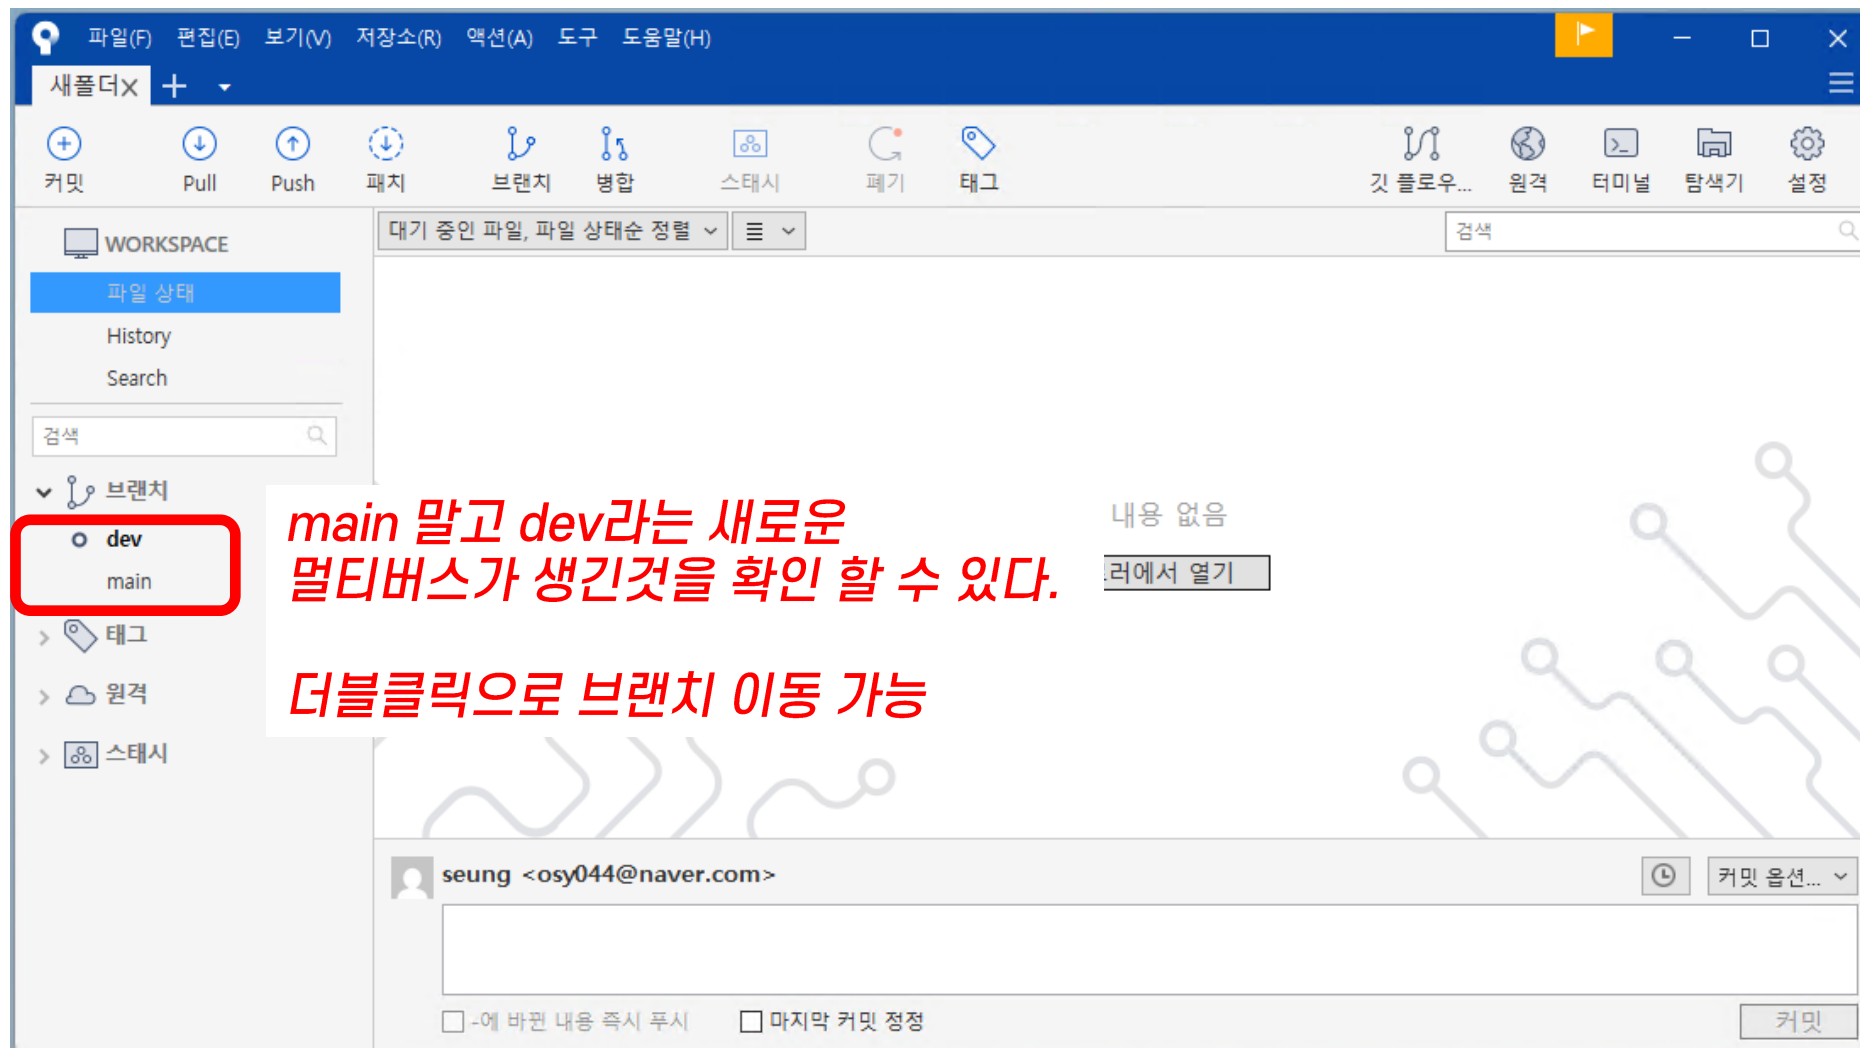 파일(F) 편집(E) 보기(V) 저장소(R) 액션(A) 도구 도움말(H)
새폴더
커밋 Pull Push 패치 브랜치 병합 스태시 폐기 태그 깃 플로우... 원격 터미널 탐색기 설정
WORKSPACE
파일 상태
History
Search
대기 중인 파일, 파일 상태순 정렬
검색
검색
브랜치
dev
main
태그
원격
스태시
main 말고 dev라는 새로운
멀티버스가 생긴것을 확인 할 수 있다.
더블클릭으로 브랜치 이동 가능
내용 없음
러에서 열기
seung <osy044@naver.com>
커밋 옵션...
-에 바뀐 내용 즉시 푸시
마지막 커밋 정정
커밋